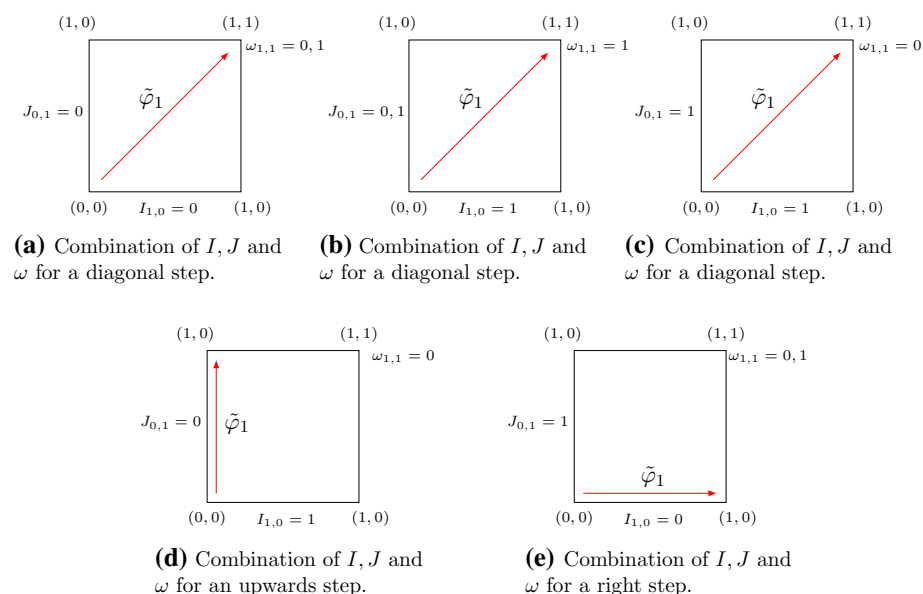 (1, 0) (1, 1) (1, 0) (1, 1) (1, 0) (1, 1)
ω1,1 = 0, 1 ω1,1 = 1 ω1,1 = 0
φ̃1 φ̃1 φ̃1
J0,1 = 0 J0,1 = 0, 1 J0,1 = 1
(0, 0) I1,0 = 0 (1, 0) (0, 0) I1,0 = 1 (1, 0) (0, 0) I1,0 = 1 (1, 0)
(a) Combination of I, J and
ω for a diagonal step.
(b) Combination of I, J and
ω for a diagonal step.
(c) Combination of I, J and
ω for a diagonal step.
(1, 0) (1, 1) (1, 0) (1, 1)
ω1,1 = 0 ω1,1 = 0, 1
J0,1 = 0 φ̃1 J0,1 = 1
φ̃1
(0, 0) I1,0 = 1 (1, 0) (0, 0) I1,0 = 0 (1, 0)
(d) Combination of I, J and
ω for an upwards step.
(e) Combination of I, J and
ω for a right step.